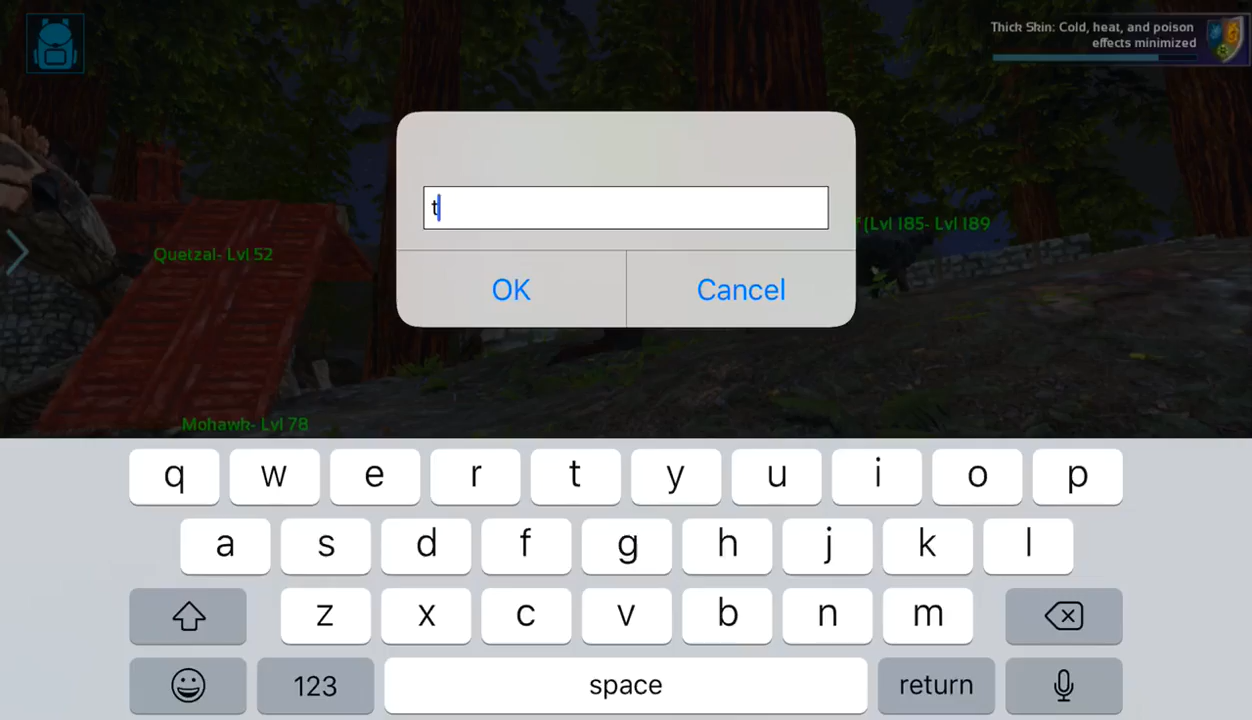 Thick Skin: Cold, heat, and poison
effects minimized
t
f (Lvl 185- Lvl 189
Quetzal- Lvl 52
OK
Cancel
Mohawk- Lvl 78
q w e r t y u i o p
a s d f g h j k l
z x c v b n m
123
space
return